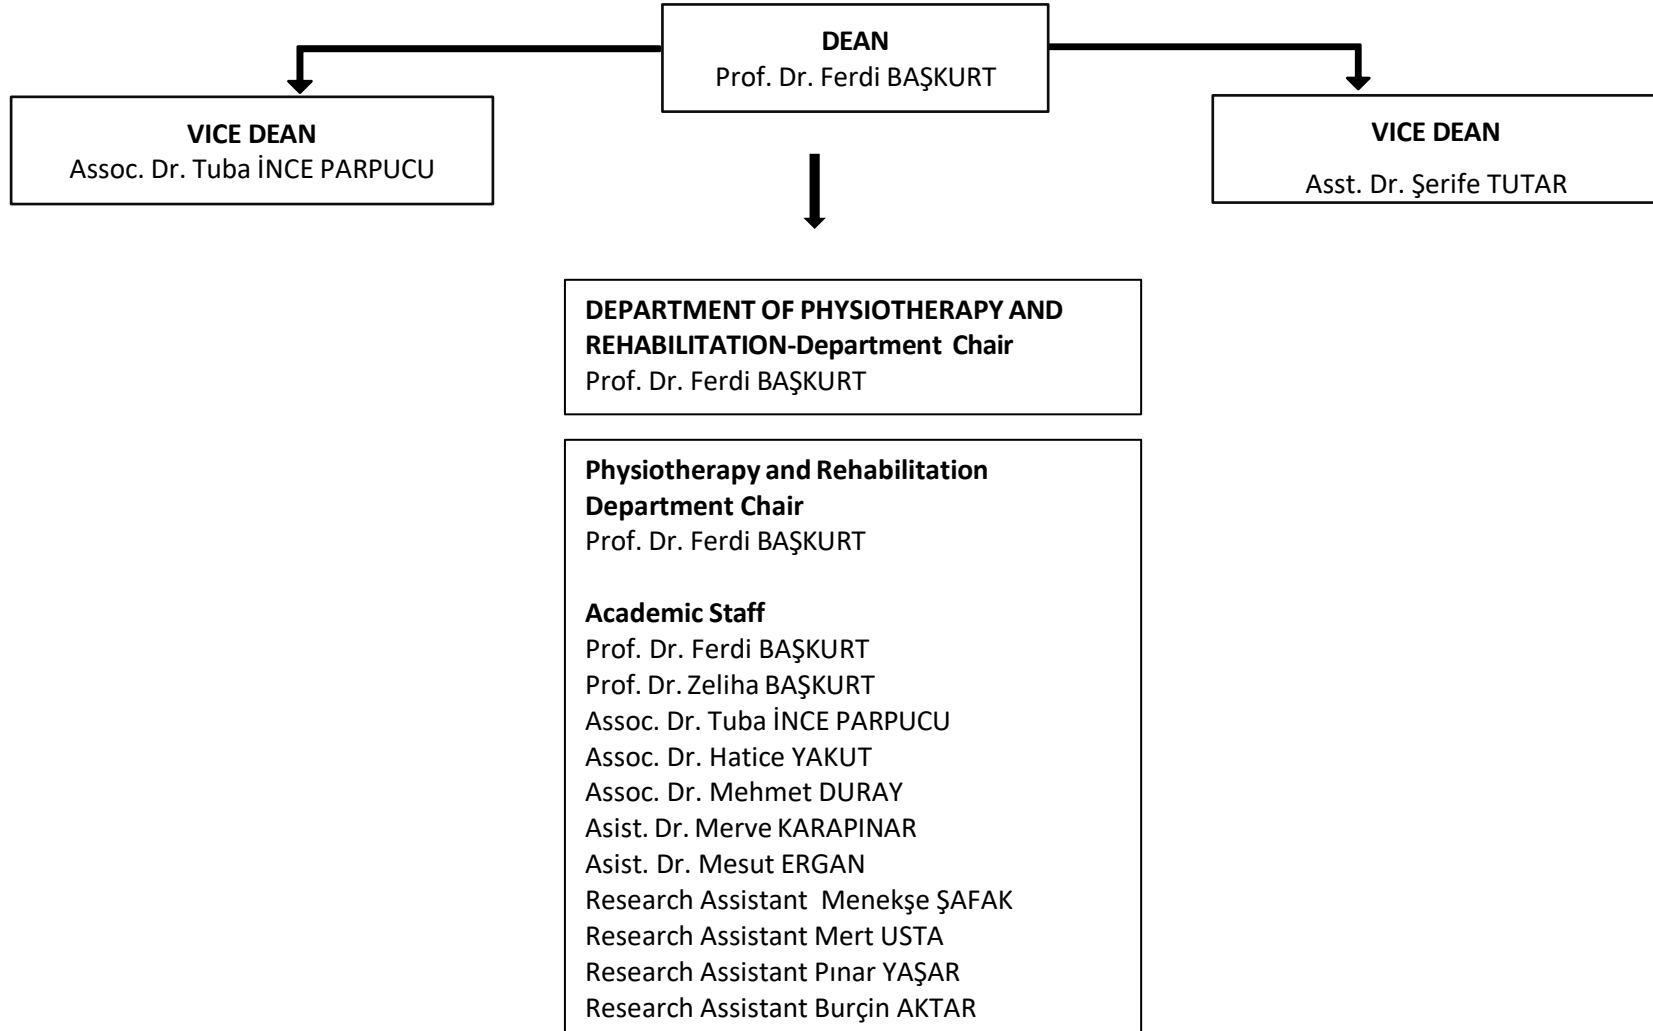 DEAN
Prof. Dr. Ferdi BAŞKURT
VICE DEAN
Assoc. Dr. Tuba İNCE PARPUCU
VICE DEAN
Asst. Dr. Şerife TUTAR
DEPARTMENT OF PHYSIOTHERAPY AND
REHABILITATION-Department Chair
Prof. Dr. Ferdi BAŞKURT
Physiotherapy and Rehabilitation
Department Chair
Prof. Dr. Ferdi BAŞKURT
Academic Staff
Prof. Dr. Ferdi BAŞKURT
Prof. Dr. Zeliha BAŞKURT
Assoc. Dr. Tuba İNCE PARPUCU
Assoc. Dr. Hatice YAKUT
Assoc. Dr. Mehmet DURAY
Asist. Dr. Merve KARAPINAR
Asist. Dr. Mesut ERGAN
Research Assistant Menekşe ŞAFAK
Research Assistant Mert USTA
Research Assistant Pınar YAŞAR
Research Assistant Burçin AKTAR